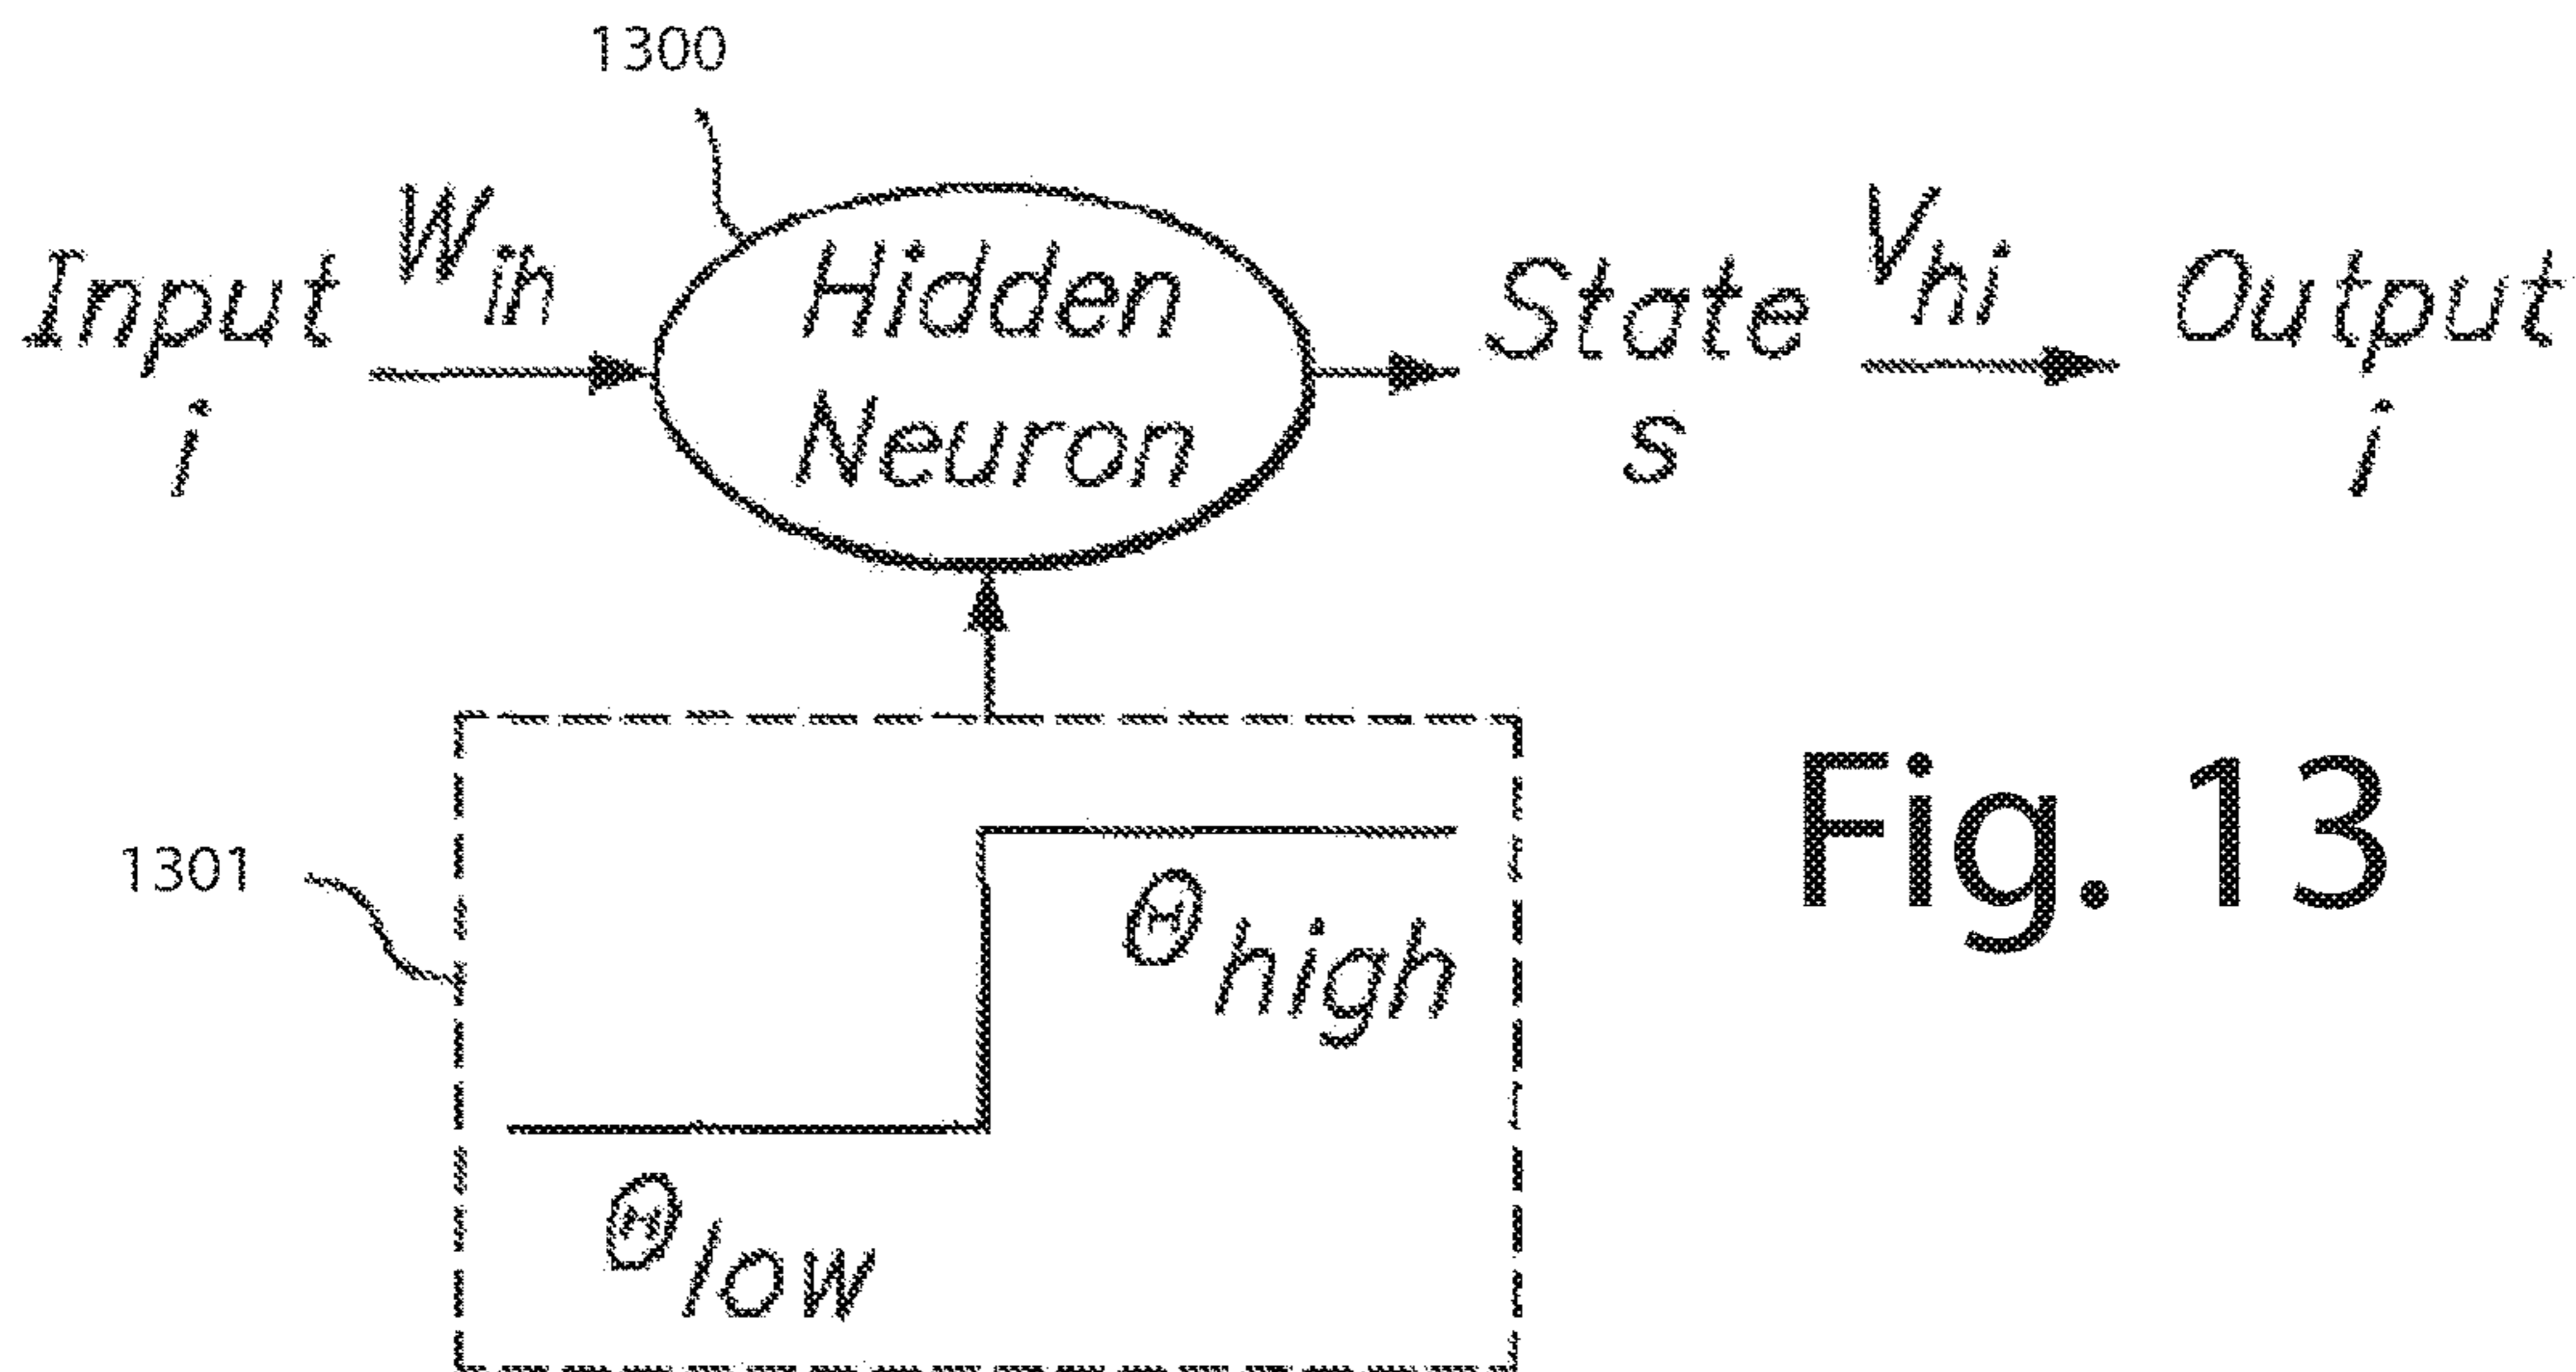 1300
Input W_ih Hidden Neuron State V_hi Output
i s i
1301
Θ_high
Θ_low
Fig. 13